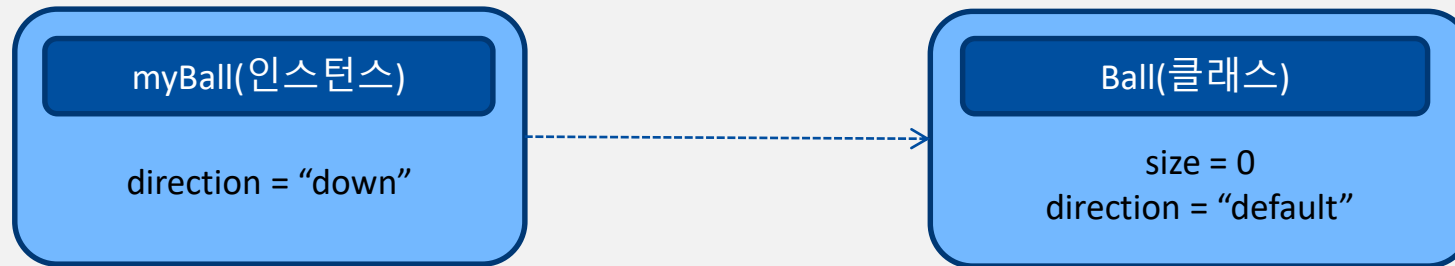 myBall(인스턴스)
direction = “down”
Ball(클래스)
size = 0
direction = “default”